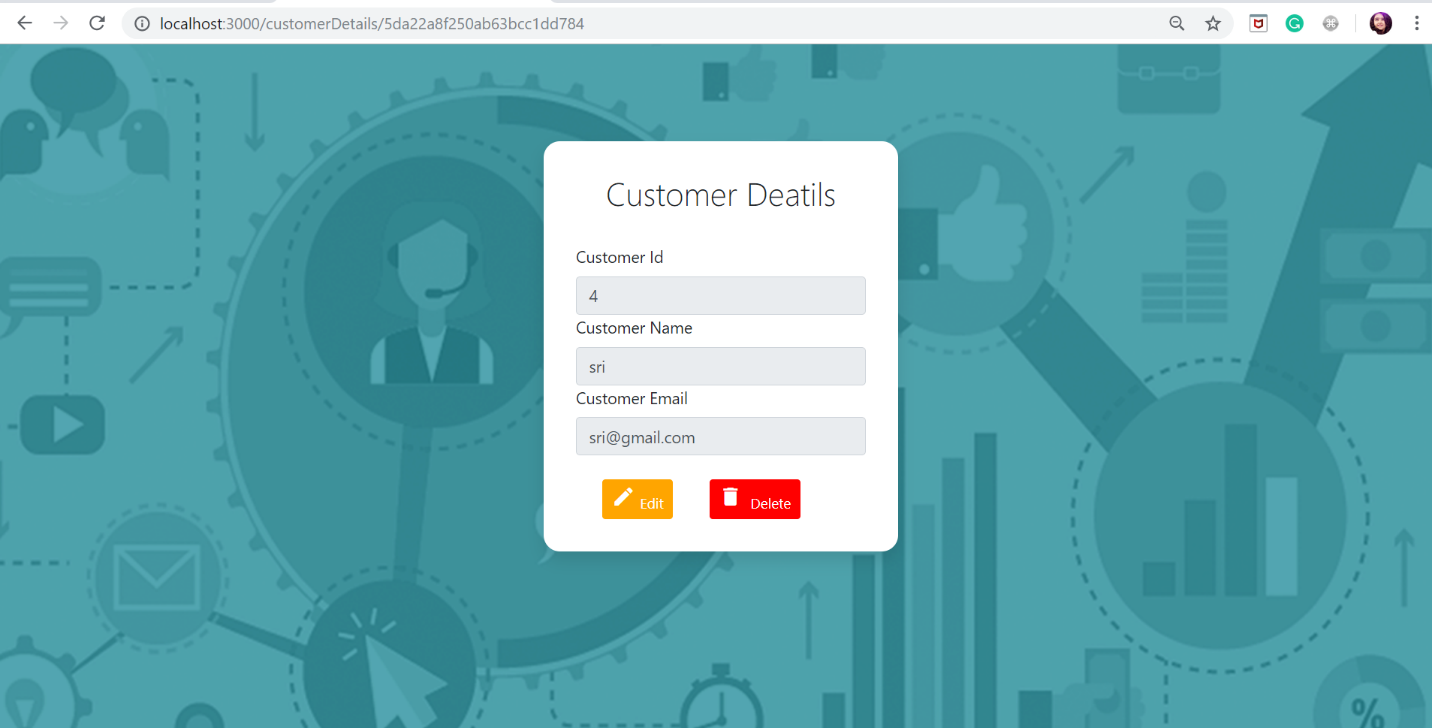 localhost:3000/customerDetails/5da22a8f250ab63bcc1dd784
Customer Deatils
Customer Id
4
Customer Name
sri
Customer Email
sri@gmail.com
Edit Delete
%